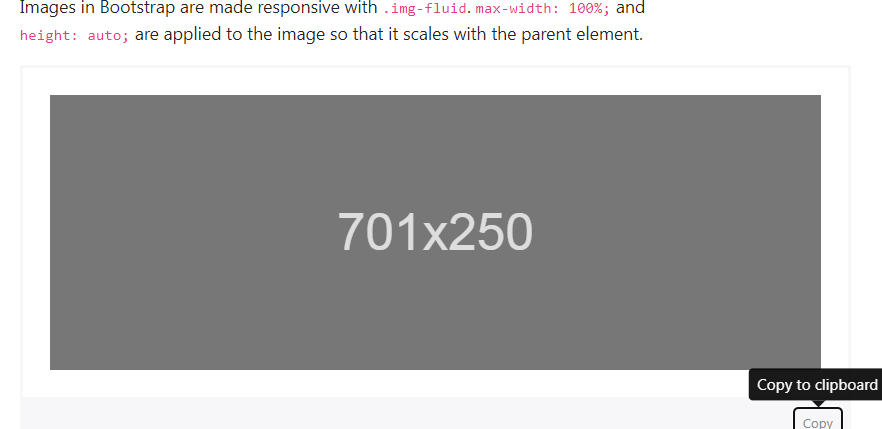 Images in Bootstrap are made responsive with .img-fluid. max-width: 100%; and
height: auto; are applied to the image so that it scales with the parent element.
701x250
Copy to clipboard
Copy